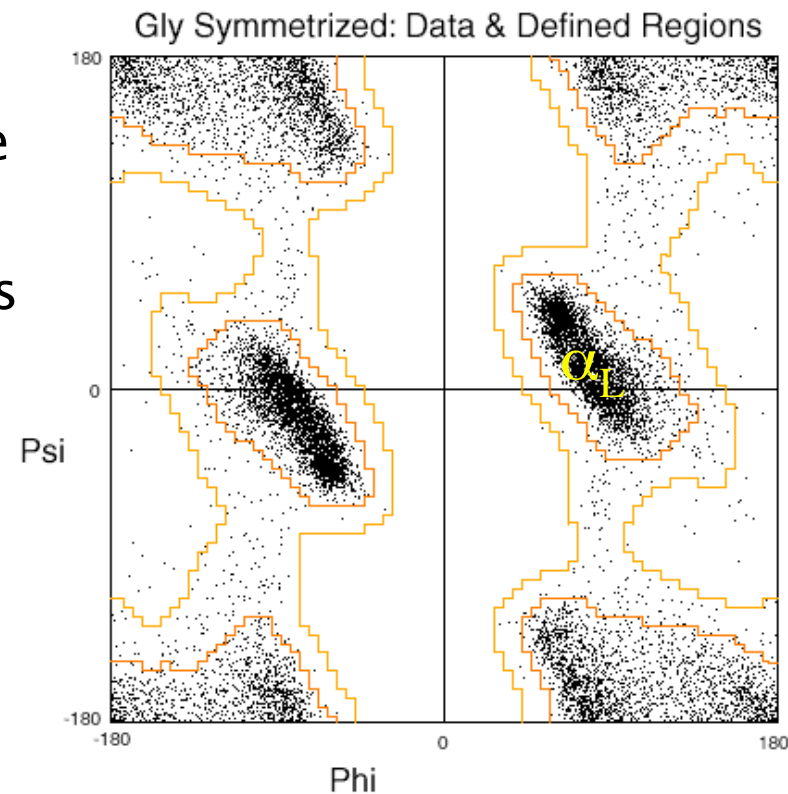 Gly Symmetrized: Data & Defined Regions
180
e
s
αL
0
Psi
-180
-180
0
180
Phi